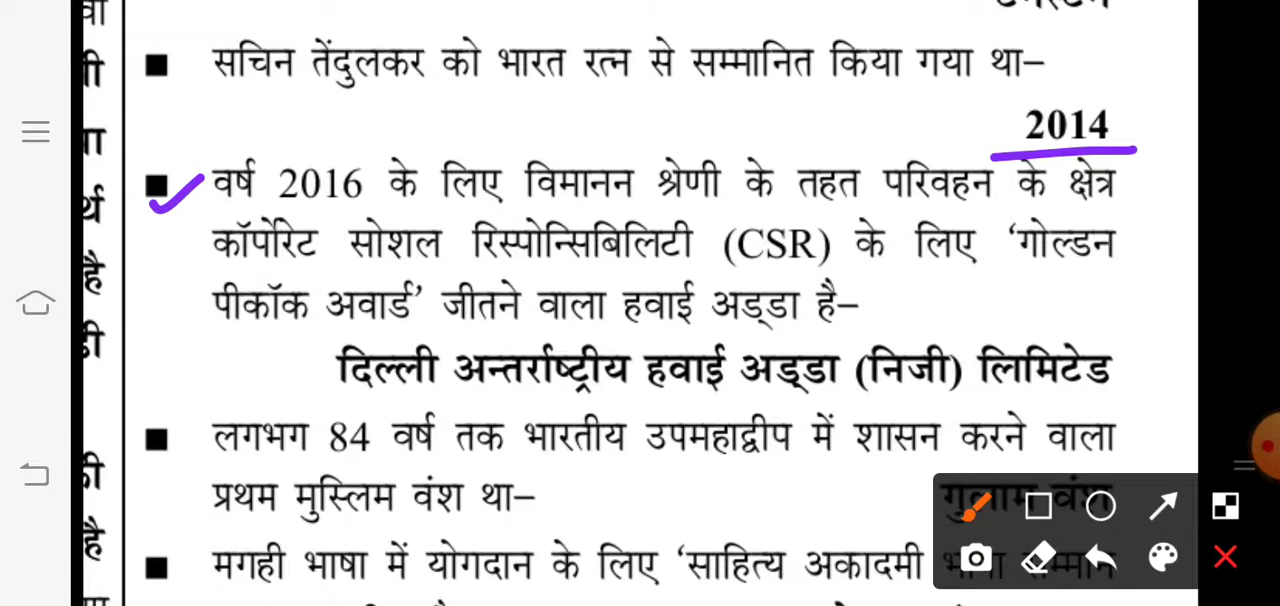 सचिन तेंदुलकर को भारत रत्न से सम्मानित किया गया था–
2014
वर्ष 2016 के लिए विमानन श्रेणी के तहत परिवहन के क्षेत्र
कॉर्पोरेट सोशल रिस्पोन्सिबिलिटी (CSR) के लिए ‘गोल्डन
पीकॉक अवार्ड’ जीतने वाला हवाई अड्डा है–
दिल्ली अन्तर्राष्ट्रीय हवाई अड्डा (निजी) लिमिटेड
लगभग 84 वर्ष तक भारतीय उपमहाद्वीप में शासन करने वाला
प्रथम मुस्लिम वंश था–
गुलाम वंश
मगही भाषा में योगदान के लिए ‘साहित्य अकादमी भाषा सम्मान